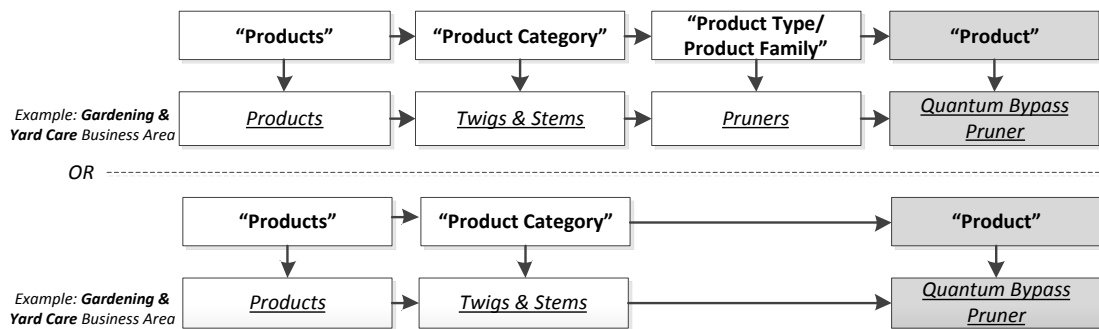 “Products”
“Product Category”
“Product Type/
Product Family”
“Product”
Example: Gardening &
Yard Care Business Area
Products
Twigs & Stems
Pruners
Quantum Bypass
Pruner
OR
“Products”
“Product Category”
“Product”
Example: Gardening &
Yard Care Business Area
Products
Twigs & Stems
Quantum Bypass
Pruner